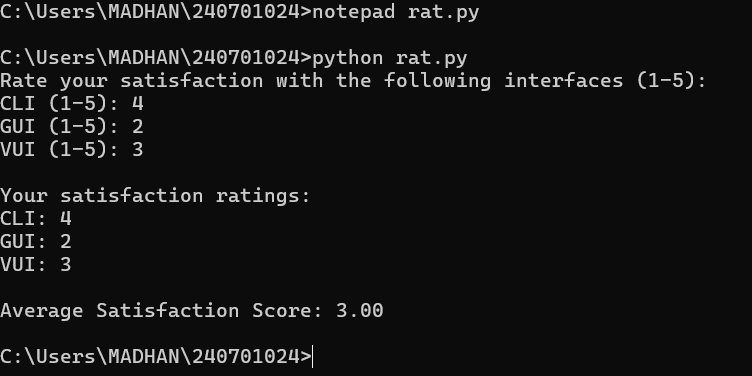 C:\Users\MADHAN\240701024>notepad rat.py
C:\Users\MADHAN\240701024>python rat.py
Rate your satisfaction with the following interfaces (1-5):
CLI (1-5): 4
GUI (1-5): 2
VUI (1-5): 3
Your satisfaction ratings:
CLI: 4
GUI: 2
VUI: 3
Average Satisfaction Score: 3.00
C:\Users\MADHAN\240701024>